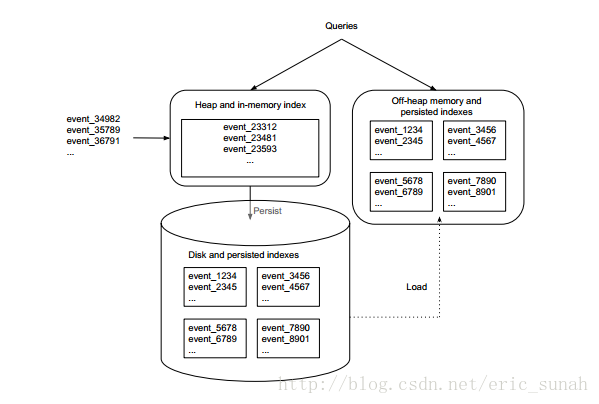 Queries
Heap and in-memory index
event_23312
event_23481
event_23593
...
event_34982
event_35789
event_36791
...
Off-heap memory and
persisted indexes
event_1234
event_2345
...
event_3456
event_4567
...
event_5678
event_6789
...
event_7890
event_8901
...
Persist
Disk and persisted indexes
event_1234
event_2345
...
event_3456
event_4567
...
event_5678
event_6789
...
event_7890
event_8901
...
Load
http://blog.csdn.net/eric_sunah